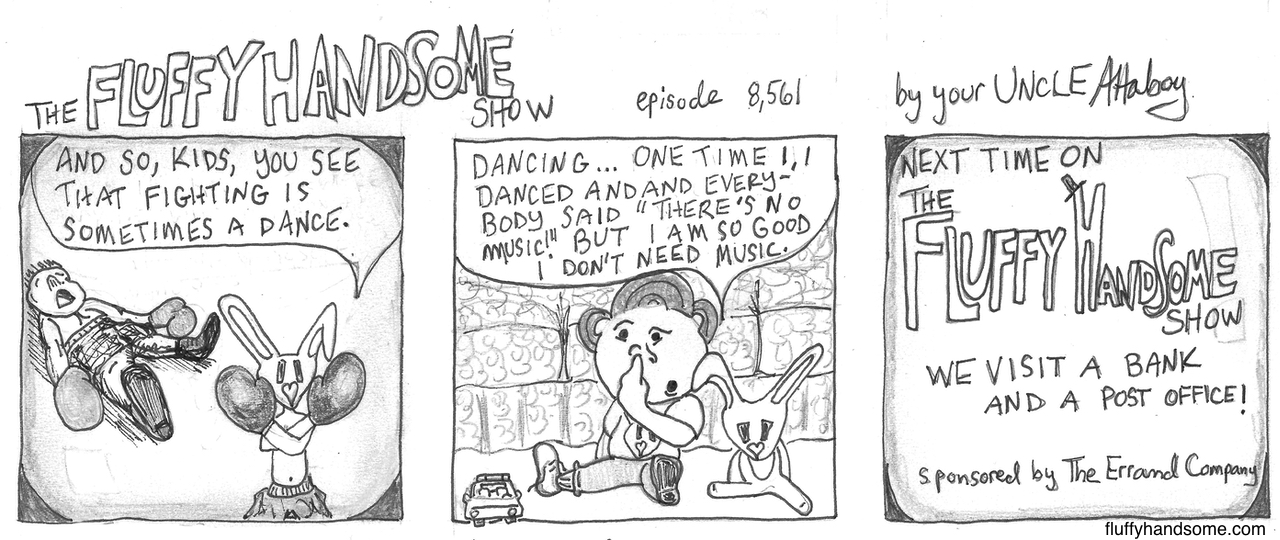 THE FLUFFY HANDSOME SHOW
episode 8,561
by your UNCLE Attaboy
AND SO, KIDS, YOU SEE
THAT FIGHTING IS
SOMETIMES A DANCE.
DANCING... ONE TIME I, I
DANCED AND AND EVERY-
BODY SAID "THERE'S NO
MUSIC!" BUT I AM SO GOOD
I DON'T NEED MUSIC.
NEXT TIME ON
THE
FLUFFY HANDSOME
SHOW
WE VISIT A BANK
AND A POST OFFICE!
sponsored by The Errand Company
fluffyhandsome.com